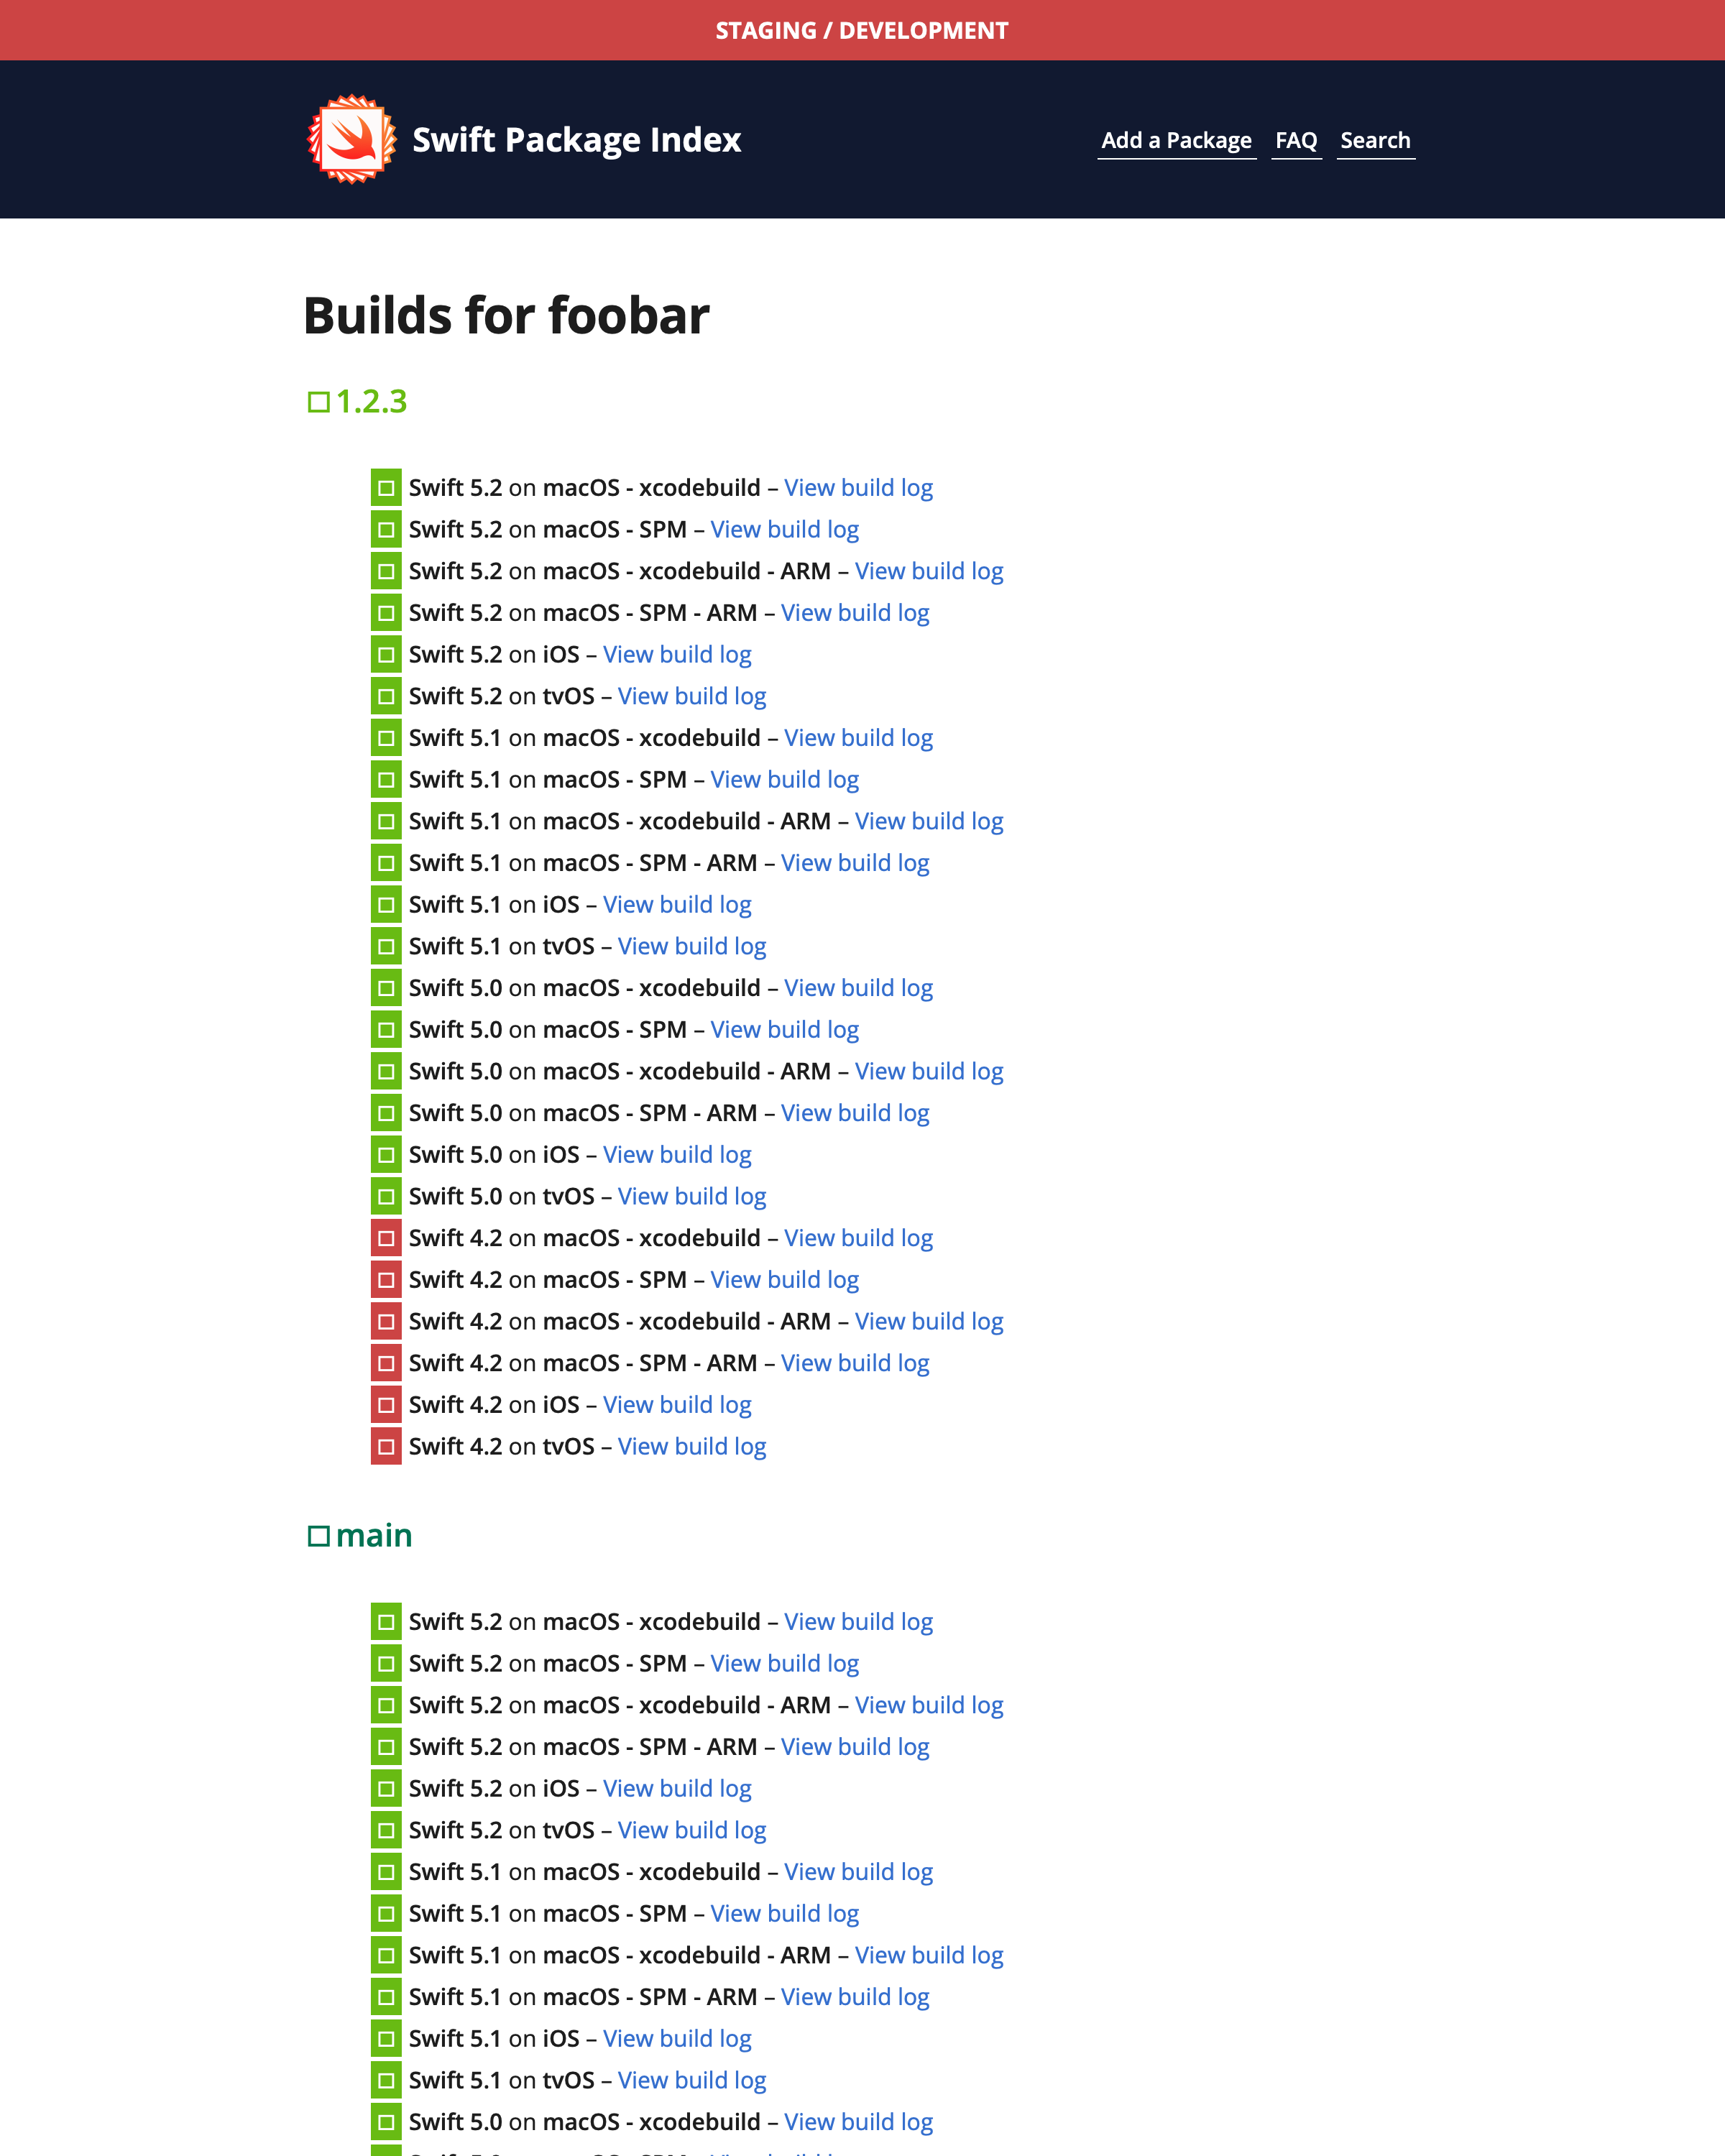 STAGING / DEVELOPMENT
Swift Package Index
Add a Package FAQ Search
Builds for foobar
1.2.3
Swift 5.2 on macOS - xcodebuild – View build log
Swift 5.2 on macOS - SPM – View build log
Swift 5.2 on macOS - xcodebuild - ARM – View build log
Swift 5.2 on macOS - SPM - ARM – View build log
Swift 5.2 on iOS – View build log
Swift 5.2 on tvOS – View build log
Swift 5.1 on macOS - xcodebuild – View build log
Swift 5.1 on macOS - SPM – View build log
Swift 5.1 on macOS - xcodebuild - ARM – View build log
Swift 5.1 on macOS - SPM - ARM – View build log
Swift 5.1 on iOS – View build log
Swift 5.1 on tvOS – View build log
Swift 5.0 on macOS - xcodebuild – View build log
Swift 5.0 on macOS - SPM – View build log
Swift 5.0 on macOS - xcodebuild - ARM – View build log
Swift 5.0 on macOS - SPM - ARM – View build log
Swift 5.0 on iOS – View build log
Swift 5.0 on tvOS – View build log
Swift 4.2 on macOS - xcodebuild – View build log
Swift 4.2 on macOS - SPM – View build log
Swift 4.2 on macOS - xcodebuild - ARM – View build log
Swift 4.2 on macOS - SPM - ARM – View build log
Swift 4.2 on iOS – View build log
Swift 4.2 on tvOS – View build log
main
Swift 5.2 on macOS - xcodebuild – View build log
Swift 5.2 on macOS - SPM – View build log
Swift 5.2 on macOS - xcodebuild - ARM – View build log
Swift 5.2 on macOS - SPM - ARM – View build log
Swift 5.2 on iOS – View build log
Swift 5.2 on tvOS – View build log
Swift 5.1 on macOS - xcodebuild – View build log
Swift 5.1 on macOS - SPM – View build log
Swift 5.1 on macOS - xcodebuild - ARM – View build log
Swift 5.1 on macOS - SPM - ARM – View build log
Swift 5.1 on iOS – View build log
Swift 5.1 on tvOS – View build log
Swift 5.0 on macOS - xcodebuild – View build log